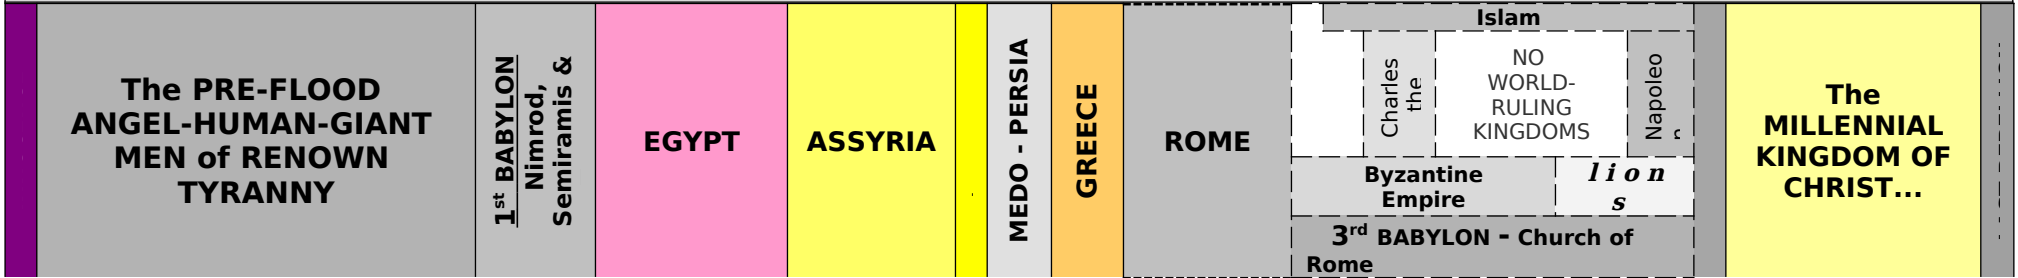 The PRE-FLOOD
ANGEL-HUMAN-GIANT
MEN of RENOWN
TYRANNY
1st BABYLON
Nimrod,
Semiramis &
EGYPT
ASSYRIA
MEDO - PERSIA
GREECE
ROME
Islam
Charles
the
NO
WORLD-
RULING
KINGDOMS
Napoleo
n
Byzantine
Empire
l i o n
s
3rd BABYLON - Church of
Rome
The
MILLENNIAL
KINGDOM OF
CHRIST...